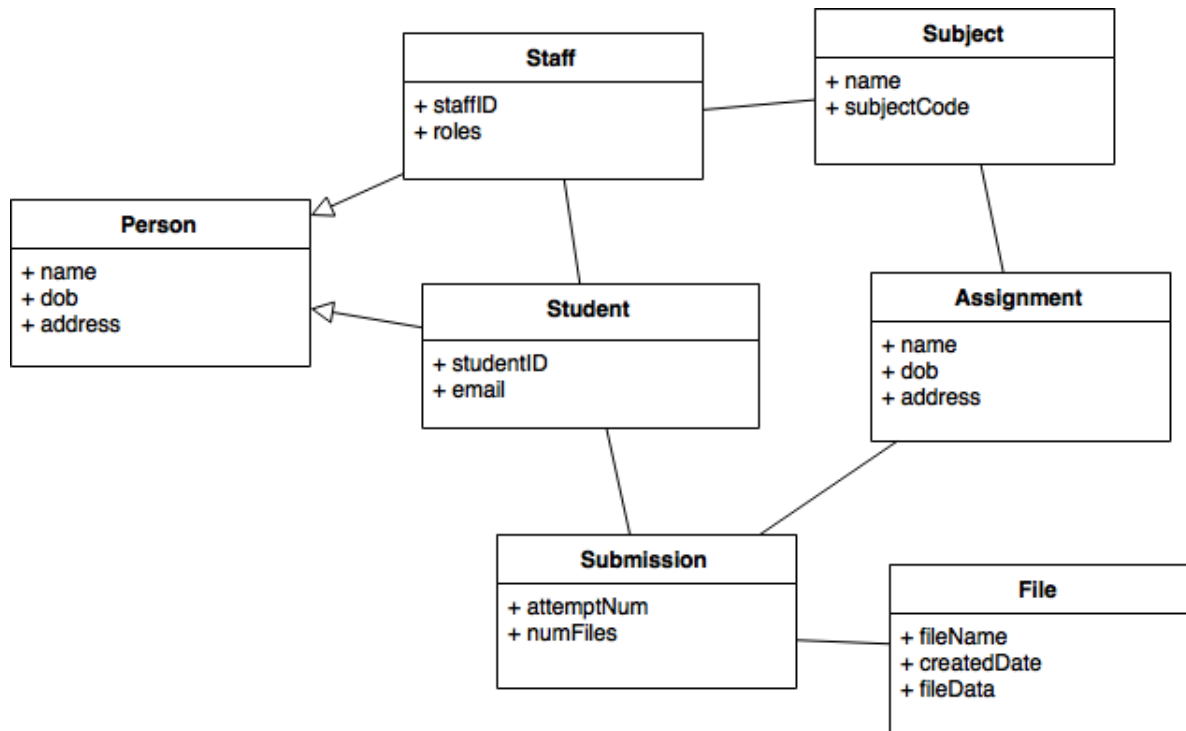 Staff
+ staffID
+ roles
Subject
+ name
+ subjectCode
Person
+ name
+ dob
+ address
Student
+ studentID
+ email
Assignment
+ name
+ dob
+ address
Submission
+ attemptNum
+ numFiles
File
+ fileName
+ createdDate
+ fileData